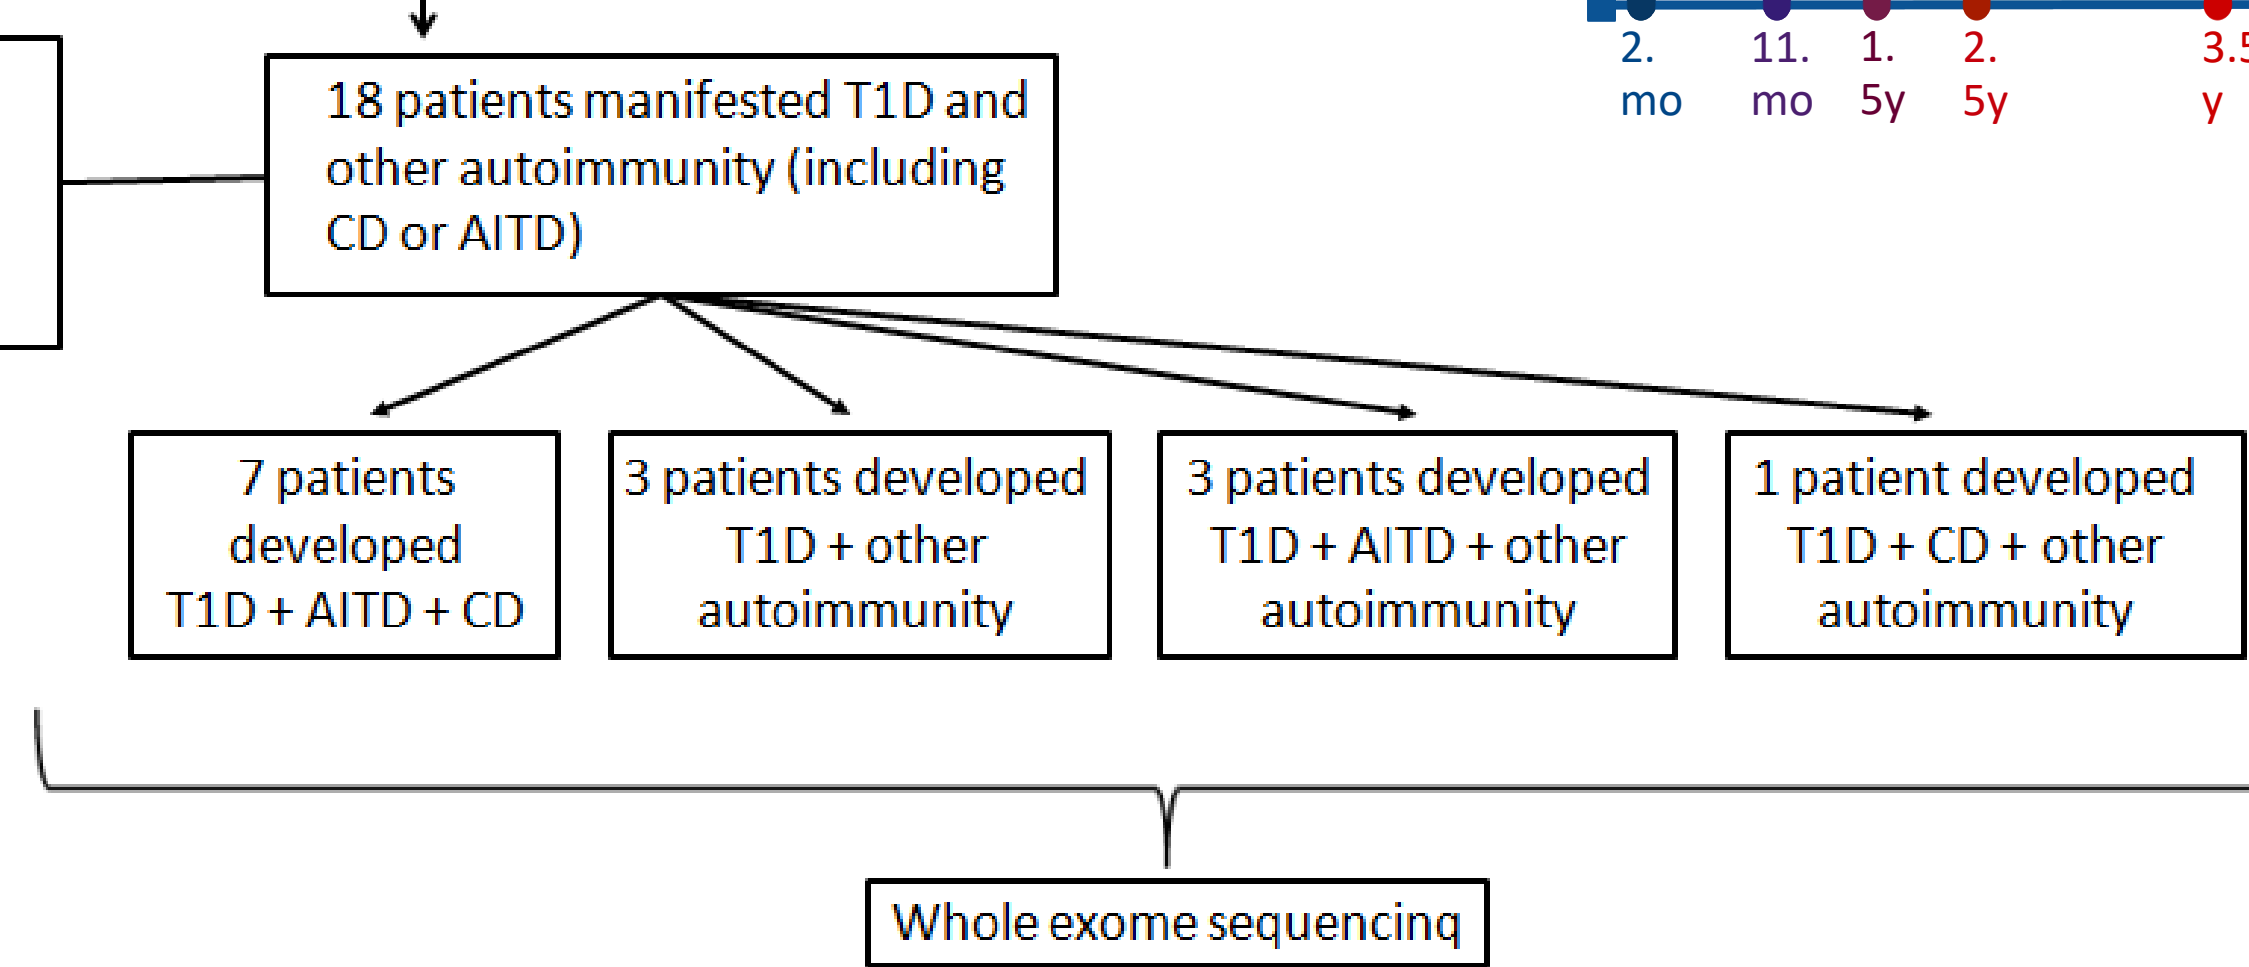 2. 11. 1. 2. 3.5
mo mo 5y 5y y
18 patients manifested T1D and
other autoimmunity (including
CD or AITD)
7 patients
developed
T1D + AITD + CD
3 patients developed
T1D + other
autoimmunity
3 patients developed
T1D + AITD + other
autoimmunity
1 patient developed
T1D + CD + other
autoimmunity
Whole exome sequencing